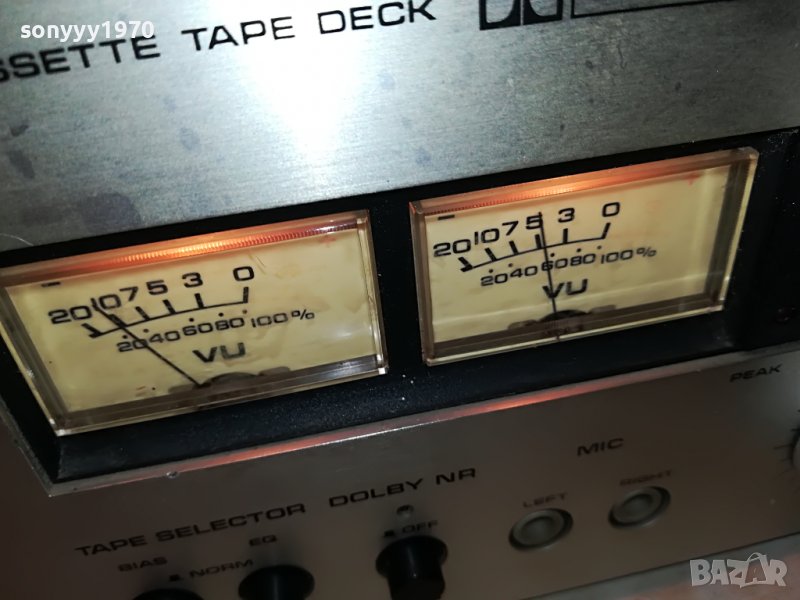 sonyyy1970
SSETTE TAPE DECK
- 20 10 7 5 3 0
20 40 60 80 100%
VU
- 20 10 7 5 3 0
20 40 60 80 100%
VU
PEAK
MIC
LEFT RIGHT
TAPE SELECTOR DOLBY NR
BIAS NORM EQ OFF
BAZAR